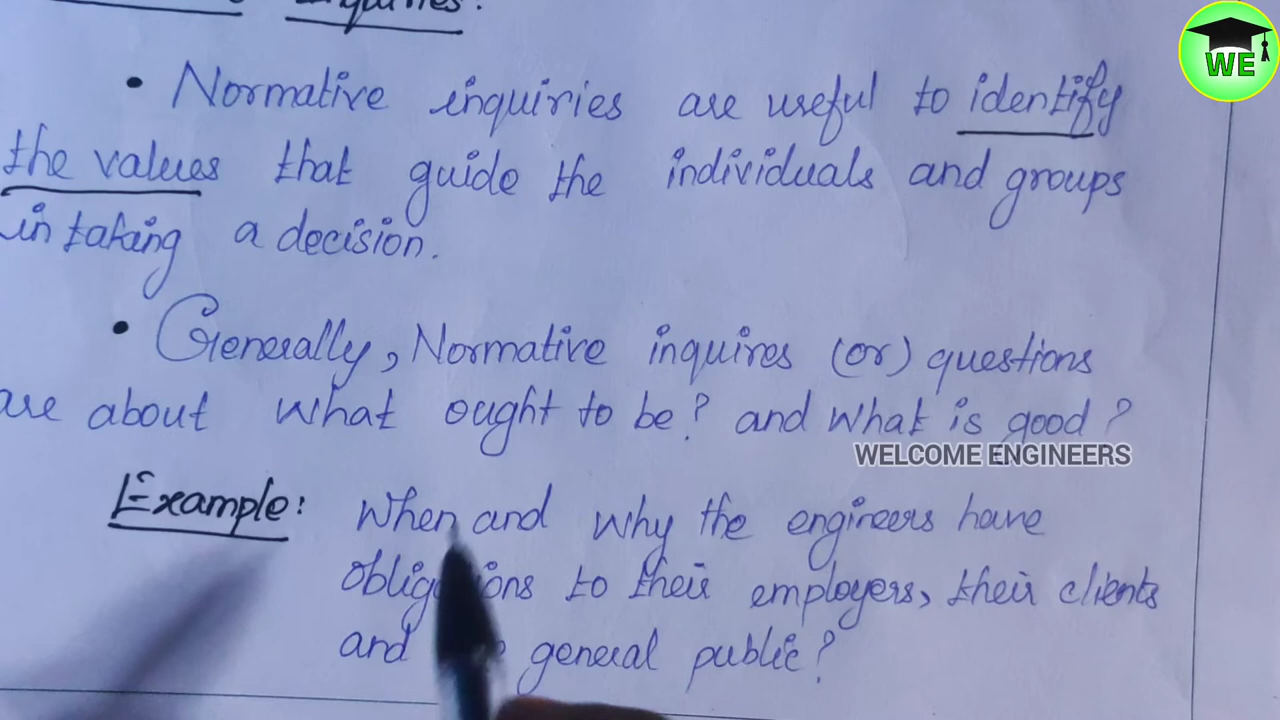 inquiries:
WE
• Normative inquiries are useful to identify
the values that guide the individuals and groups
in taking a decision.
• Generally, Normative inquires (or) questions
are about what ought to be? and what is good?
WELCOME ENGINEERS
Example: When and why the engineers have
to their employers, their clients
and general public?